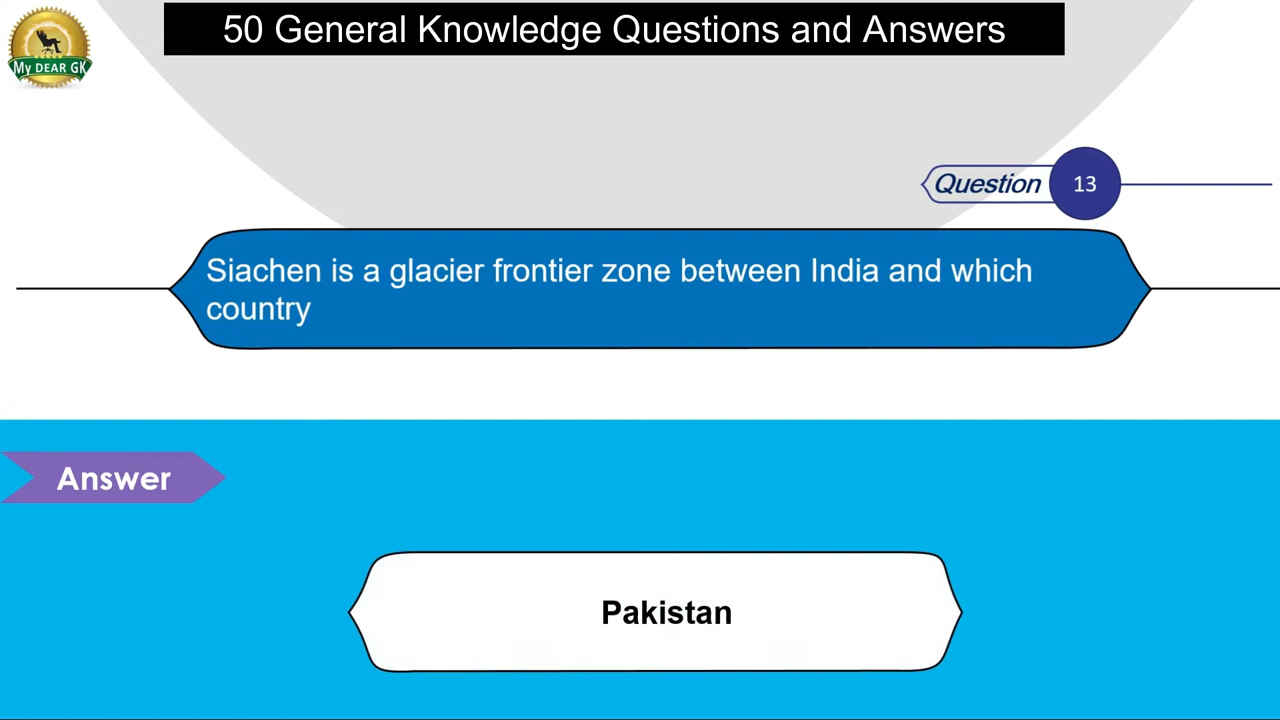 50 General Knowledge Questions and Answers
My DEAR GK
Question 13
Siachen is a glacier frontier zone between India and which
country
Answer
Pakistan